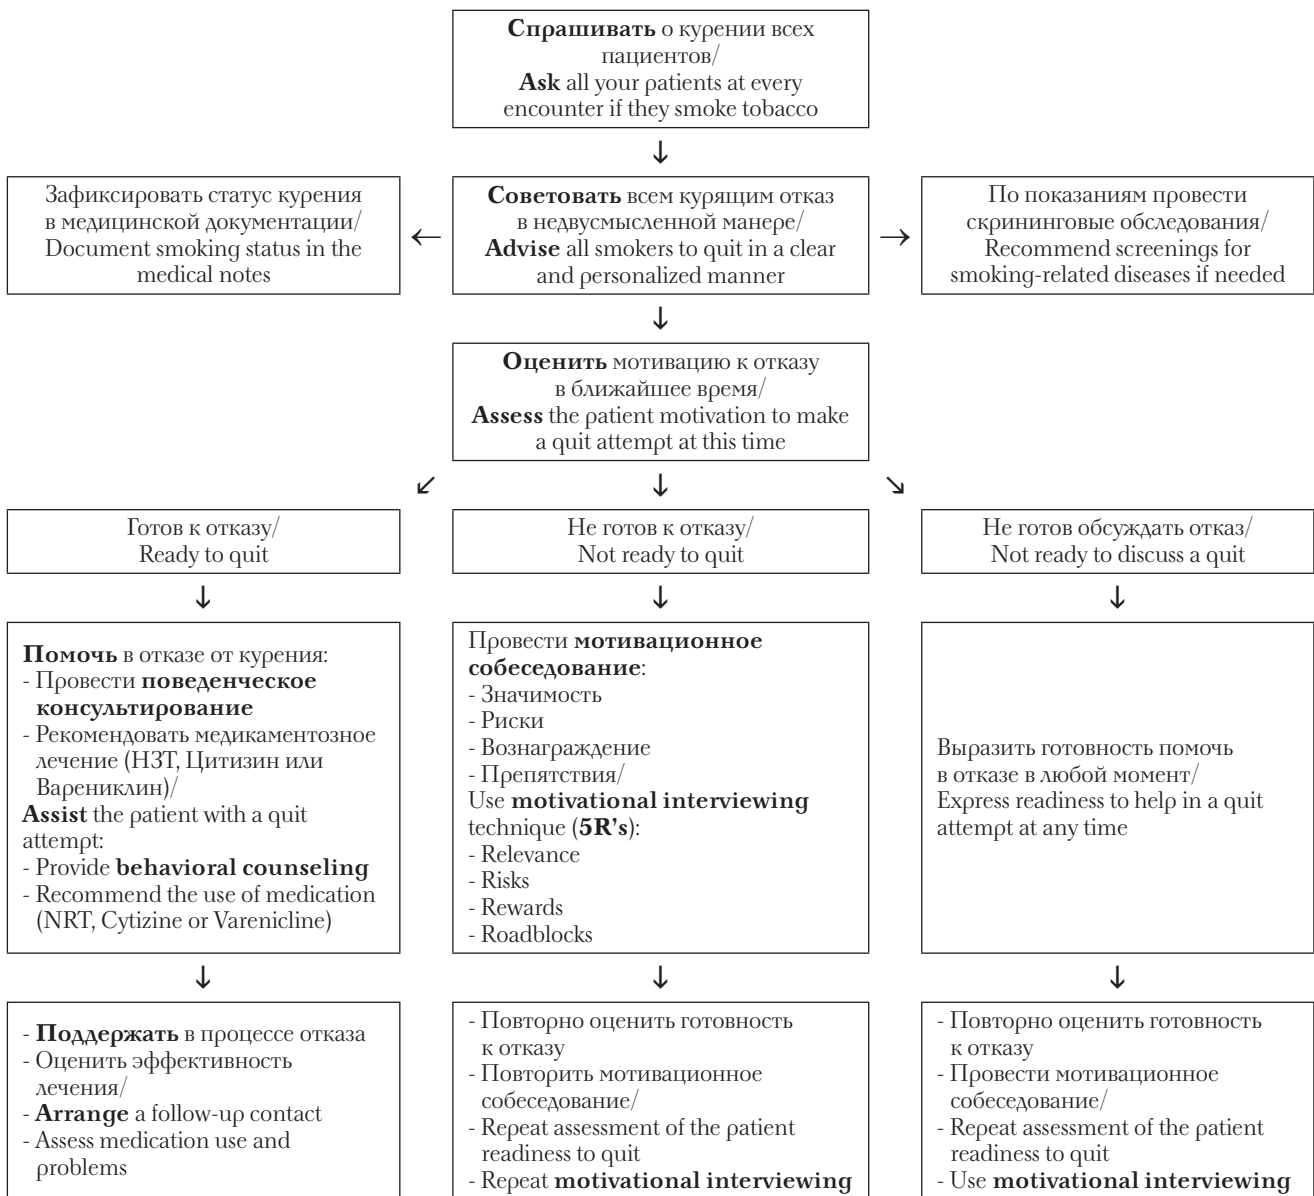 Спрашивать о курении всех
пациентов/
Ask all your patients at every
encounter if they smoke tobacco
Зафиксировать статус курения
в медицинской документации/
Document smoking status in the
medical notes
Советовать всем курящим отказ
в недвусмысленной манере/
Advise all smokers to quit in a clear
and personalized manner
По показаниям провести
скрининговые обследования/
Recommend screenings for
smoking-related diseases if needed
Оценить мотивацию к отказу
в ближайшее время/
Assess the patient motivation to make
a quit attempt at this time
Готов к отказу/
Ready to quit
Не готов к отказу/
Not ready to quit
Не готов обсуждать отказ/
Not ready to discuss a quit
Помочь в отказе от курения:
- Провести поведенческое
консультирование
- Рекомендовать медикаментозное
лечение (НЗТ, Цитизин или
Варениклин)/
Assist the patient with a quit
attempt:
- Provide behavioral counseling
- Recommend the use of medication
(NRT, Cytizine or Varenicline)
Провести мотивационное
собеседование:
- Значимость
- Риски
- Вознаграждение
- Препятствия/
Use motivational interviewing
technique (5R's):
- Relevance
- Risks
- Rewards
- Roadblocks
Выразить готовность помочь
в отказе в любой момент/
Express readiness to help in a quit
attempt at any time
- Поддержать в процессе отказа
- Оценить эффективность
лечения/
- Arrange a follow-up contact
- Assess medication use and
problems
- Повторно оценить готовность
к отказу
- Повторить мотивационное
собеседование/
- Repeat assessment of the patient
readiness to quit
- Repeat motivational interviewing
- Повторно оценить готовность
к отказу
- Провести мотивационное
собеседование/
- Repeat assessment of the patient
readiness to quit
- Use motivational interviewing